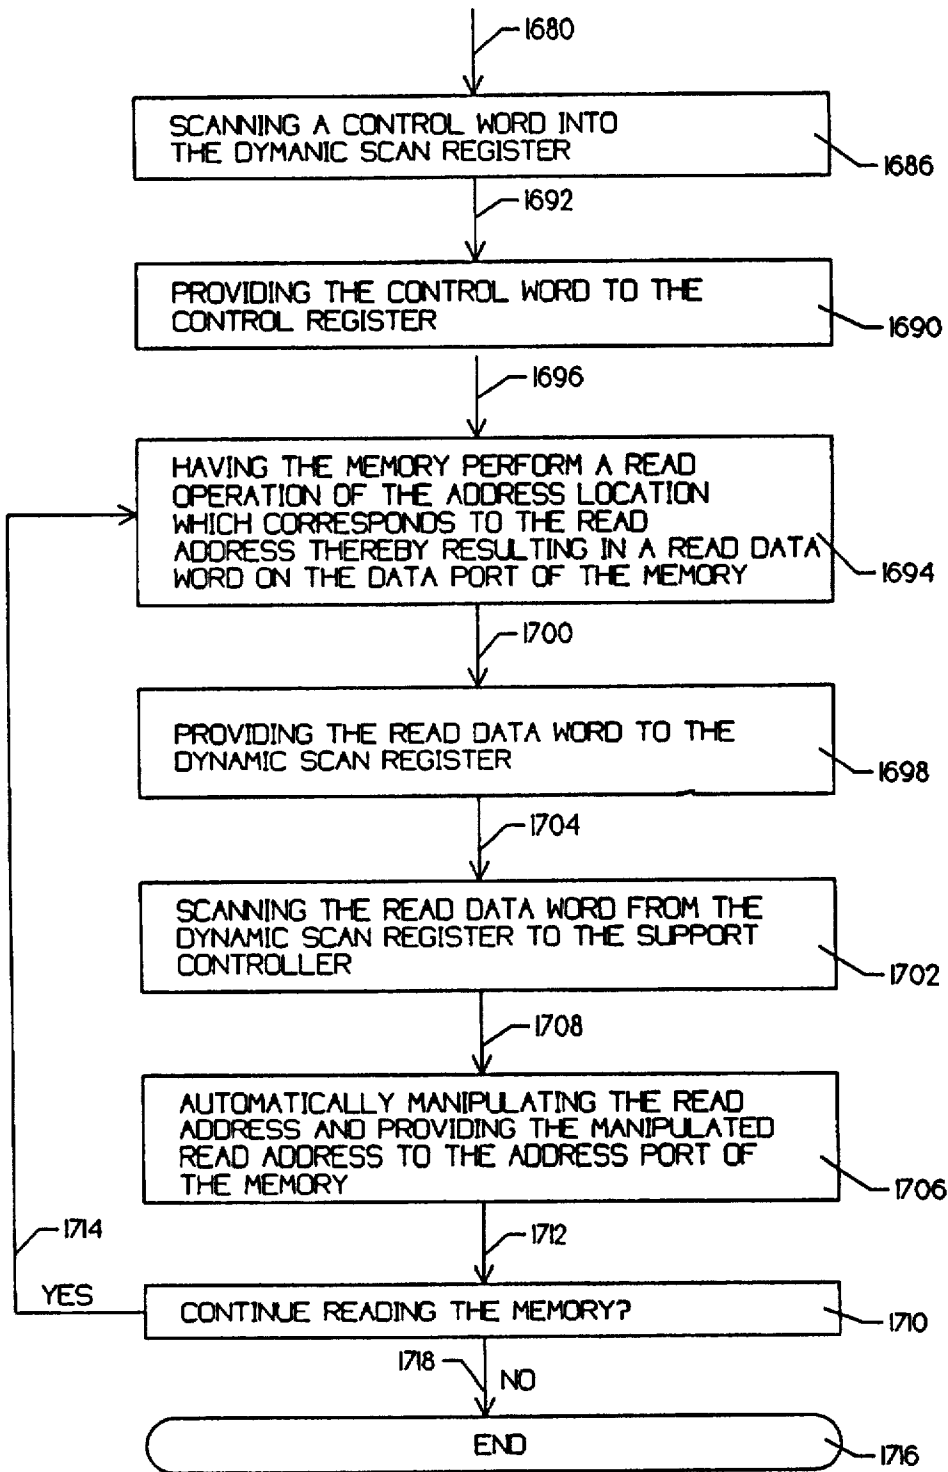 1680
SCANNING A CONTROL WORD INTO
THE DYMANIC SCAN REGISTER
1686
1692
PROVIDING THE CONTROL WORD TO THE
CONTROL REGISTER
1690
1696
HAVING THE MEMORY PERFORM A READ
OPERATION OF THE ADDRESS LOCATION
WHICH CORRESPONDS TO THE READ
ADDRESS THEREBY RESULTING IN A READ DATA
WORD ON THE DATA PORT OF THE MEMORY
1694
1700
PROVIDING THE READ DATA WORD TO THE
DYNAMIC SCAN REGISTER
1698
1704
SCANNING THE READ DATA WORD FROM THE
DYNAMIC SCAN REGISTER TO THE SUPPORT
CONTROLLER
1702
1708
AUTOMATICALLY MANIPULATING THE READ
ADDRESS AND PROVIDING THE MANIPULATED
READ ADDRESS TO THE ADDRESS PORT OF
THE MEMORY
1706
1714
1712
YES
CONTINUE READING THE MEMORY?
1710
1718
NO
END
1716